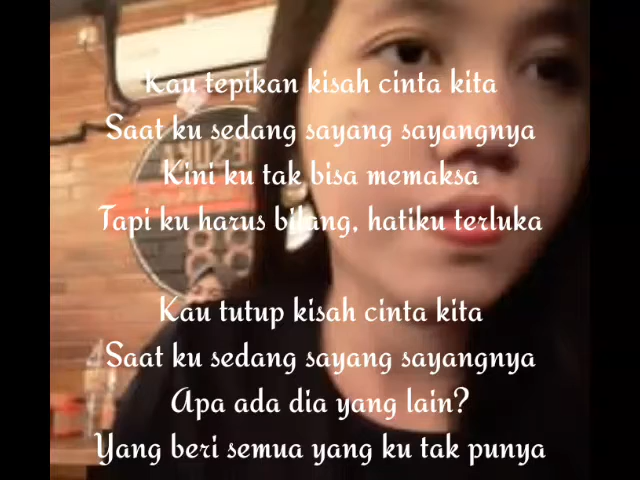 Kau tepikan kisah cinta kita
Saat ku sedang sayang sayangnya
Kini ku tak bisa memaksa
Tapi ku harus bilang, hatiku terluka
Kau tutup kisah cinta kita
Saat ku sedang sayang sayangnya
Apa ada dia yang lain?
Yang beri semua yang ku tak punya